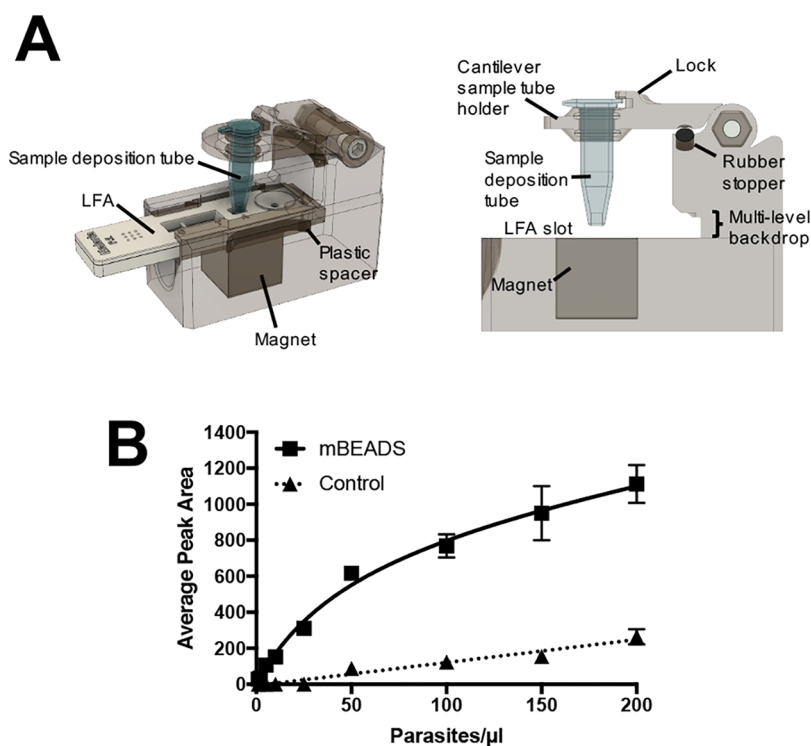 A
Sample deposition tube
LFA
Plastic
spacer
Magnet
Cantilever
sample tube
holder
Lock
Sample
deposition
tube
Rubber
stopper
LFA slot
Multi-level
backdrop
Magnet
B
mBEADS
Control
Average Peak Area
1400
1200
1000
800
600
400
200
0
0
50
100
150
200
Parasites/µl